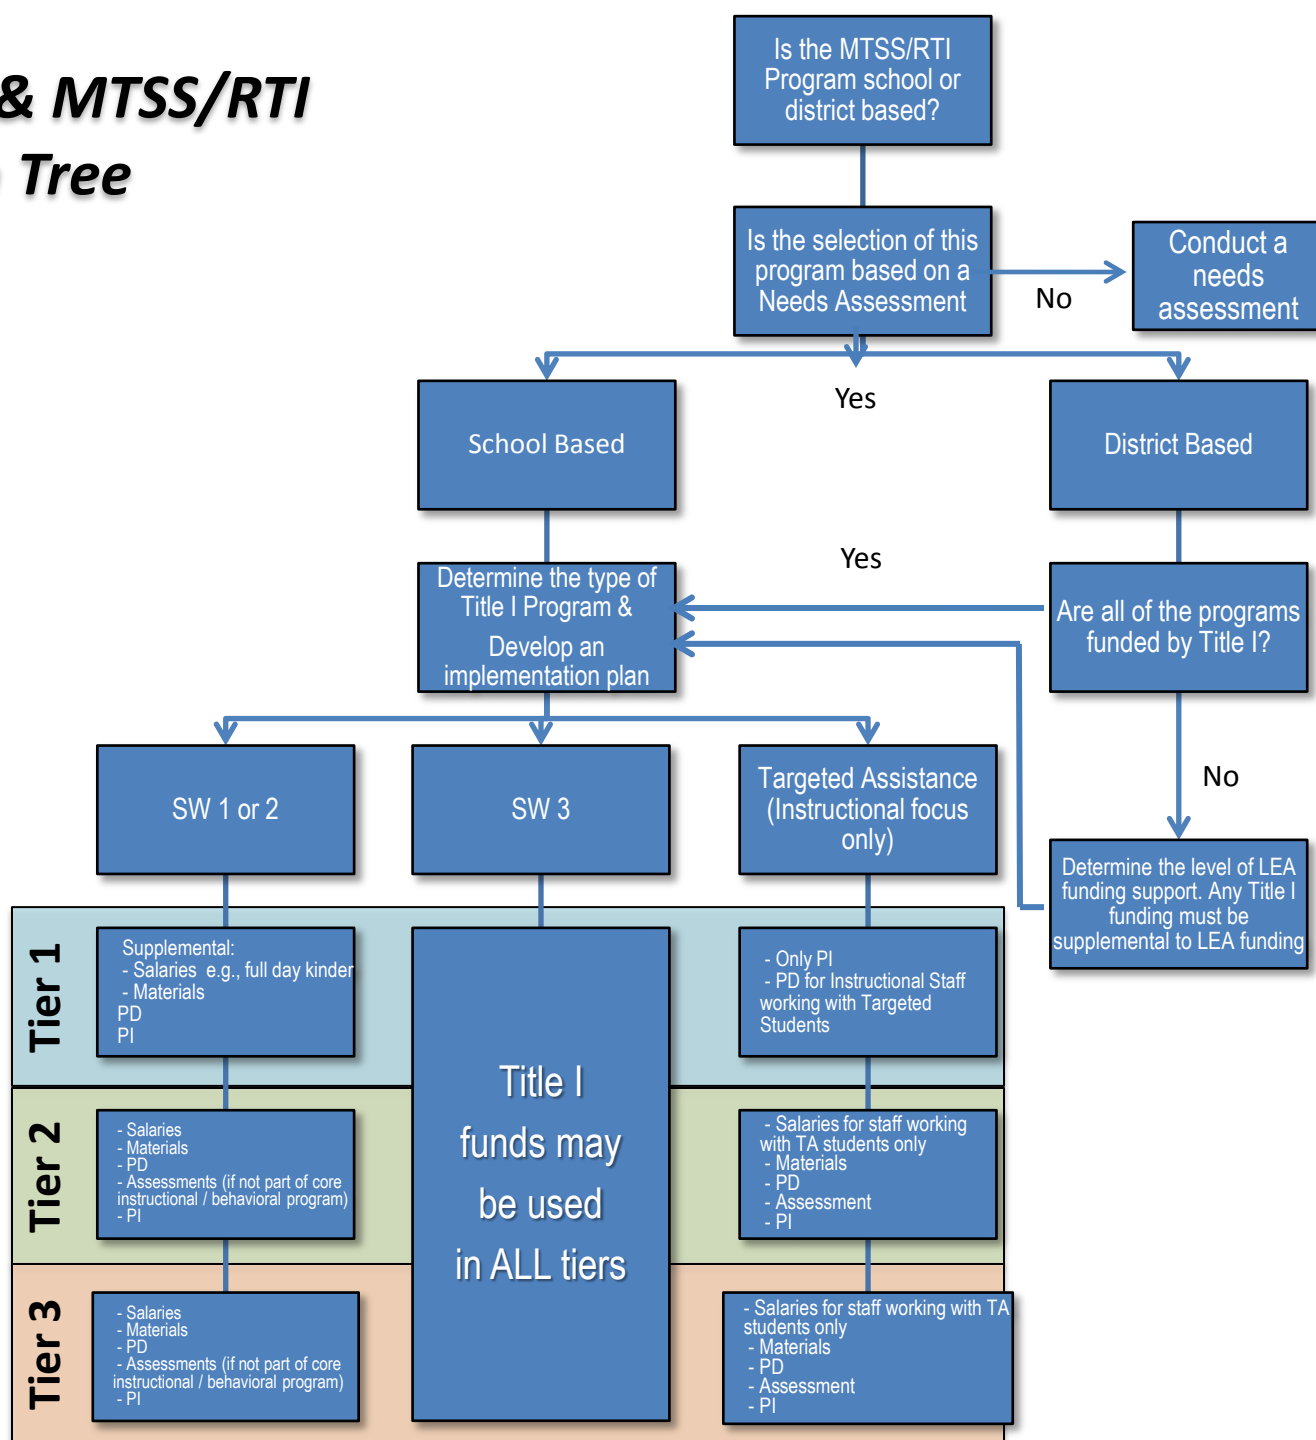 & MTSS/RTI
Tree
Is the MTSS/RTI
Program school or
district based?
Is the selection of this
program based on a
Needs Assessment
No
Conduct a
needs
assessment
Yes
School Based
District Based
Yes
Determine the type of
Title I Program &
Develop an
implementation plan
Are all of the programs
funded by Title I?
No
SW 1 or 2
SW 3
Targeted Assistance
(Instructional focus
only)
Determine the level of LEA
funding support. Any Title I
funding must be
supplemental to LEA funding
Tier 1
Supplemental:
- Salaries e.g., full day kinder
- Materials
PD
PI
- Only PI
- PD for Instructional Staff
working with Targeted
Students
Title I
funds may
be used
in ALL tiers
Tier 2
- Salaries
- Materials
- PD
- Assessments (if not part of core
instructional / behavioral program)
- PI
- Salaries for staff working
with TA students only
- Materials
- PD
- Assessment
- PI
Tier 3
- Salaries
- Materials
- PD
- Assessments (if not part of core
instructional / behavioral program)
- PI
- Salaries for staff working with TA
students only
- Materials
- PD
- Assessment
- PI